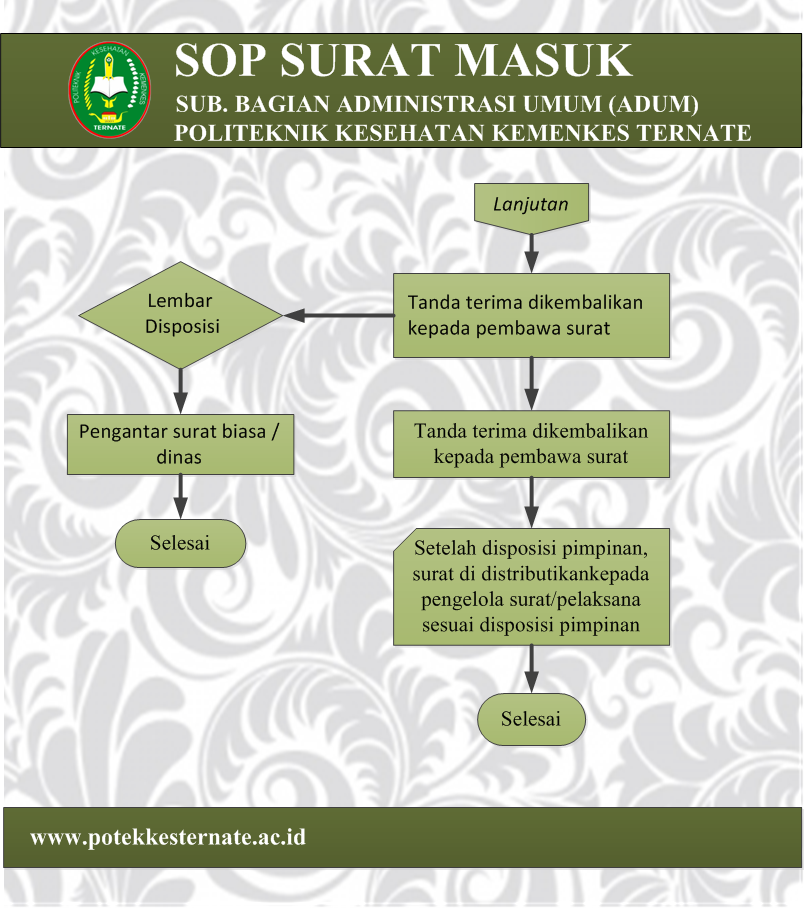 SOP SURAT MASUK
SUB. BAGIAN ADMINISTRASI UMUM (ADUM)
POLITEKNIK KESEHATAN KEMENKES TERNATE
POLITEKNIK
KESEHATAN
KEMENKES
TERNATE
Lanjutan
Tanda terima dikembalikan
kepada pembawa surat
Lembar
Disposisi
Pengantar surat biasa /
dinas
Selesai
Tanda terima dikembalikan
kepada pembawa surat
Setelah disposisi pimpinan,
surat di distributikankepada
pengelola surat/pelaksana
sesuai disposisi pimpinan
Selesai
www.potekkesternate.ac.id